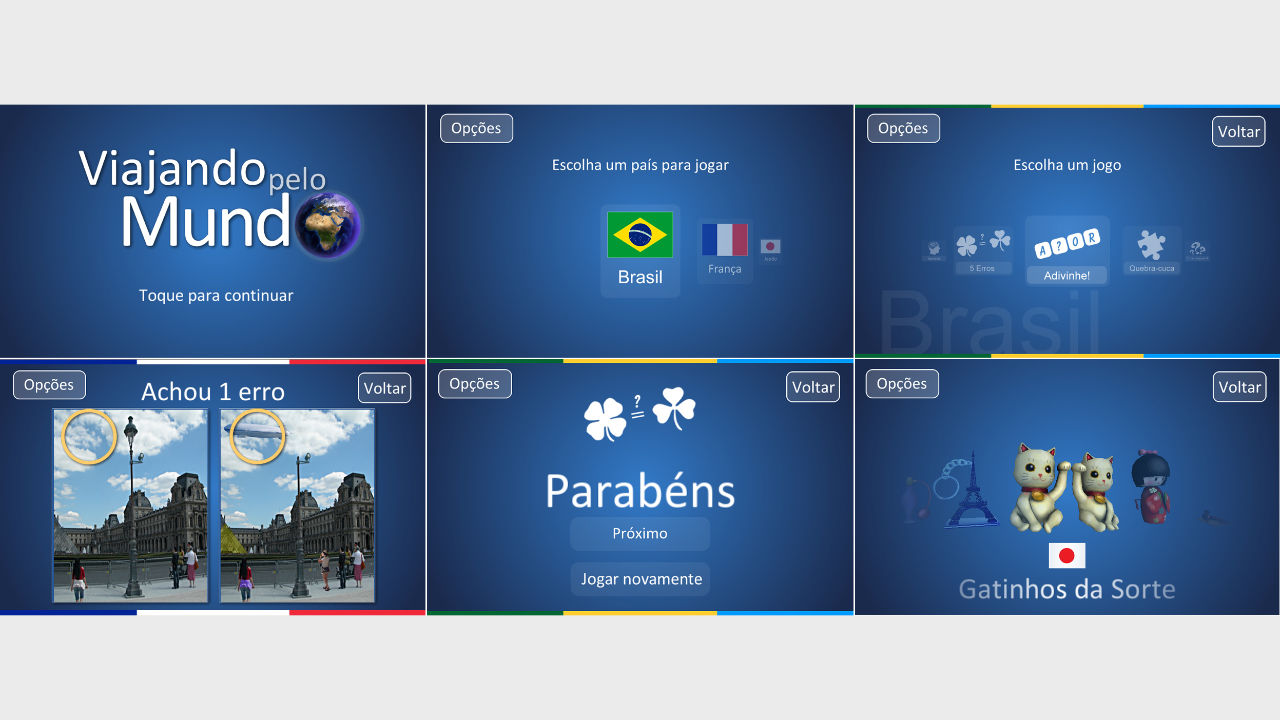 Viajando pelo
Mundo
Toque para continuar
Opções
Escolha um país para jogar
Brasil
França
Opções
Voltar
Escolha um jogo
5 Erros
A?OR
Adivinhe!
Quebra-cuca
Brasil
Opções
Achou 1 erro
Voltar
Opções
Voltar
?
=
Parabéns
Próximo
Jogar novamente
Opções
Voltar
Gatinhos da Sorte